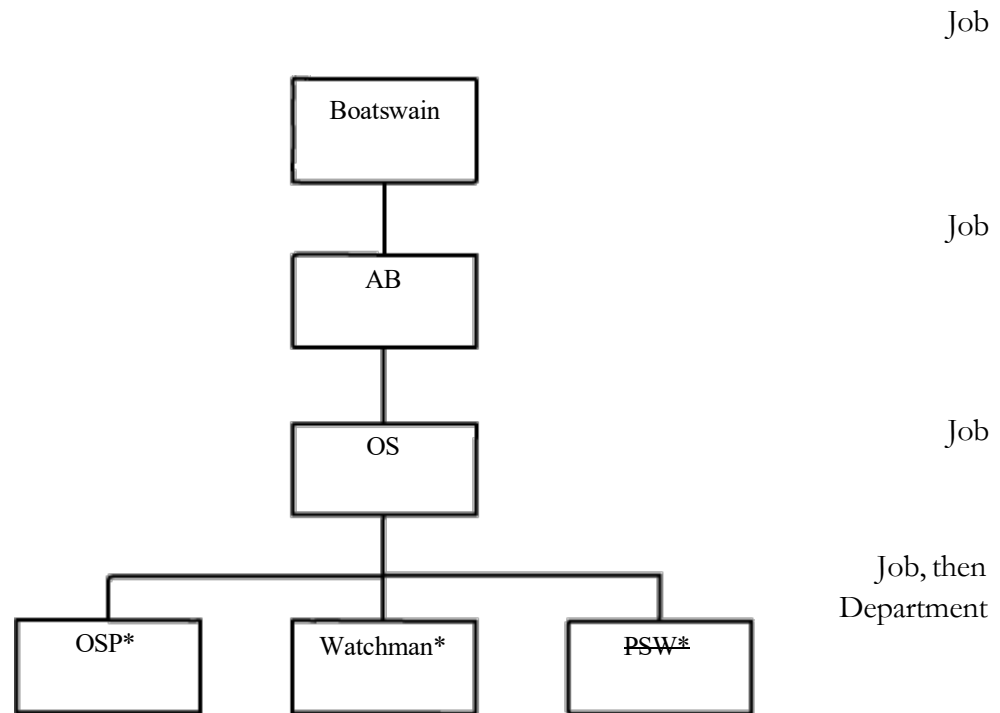 Job
Boatswain
Job
AB
Job
OS
Job, then
Department
OSP*
Watchman*
PSW*